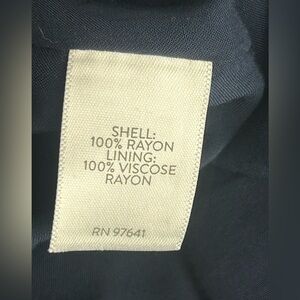 SHELL:
100% RAYON
LINING:
100% VISCOSE
RAYON
RN 97641